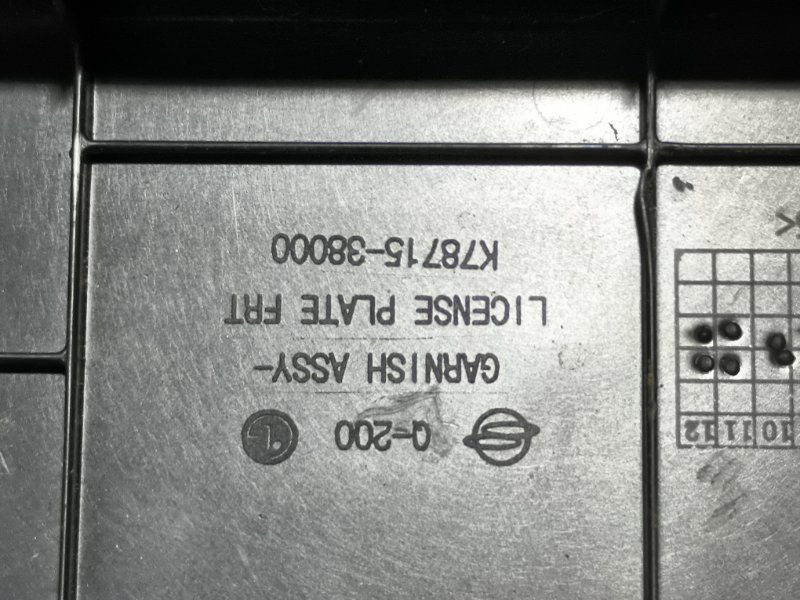 Q-200
GARNISH ASSY-
LICENSE PLATE FRT
K78715-38000
10 11 12